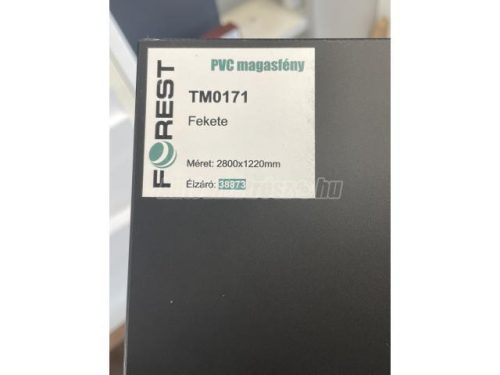 FOREST
PVC magasfény
TM0171
Fekete
Méret: 2800x1220mm
Élzáró: 38873